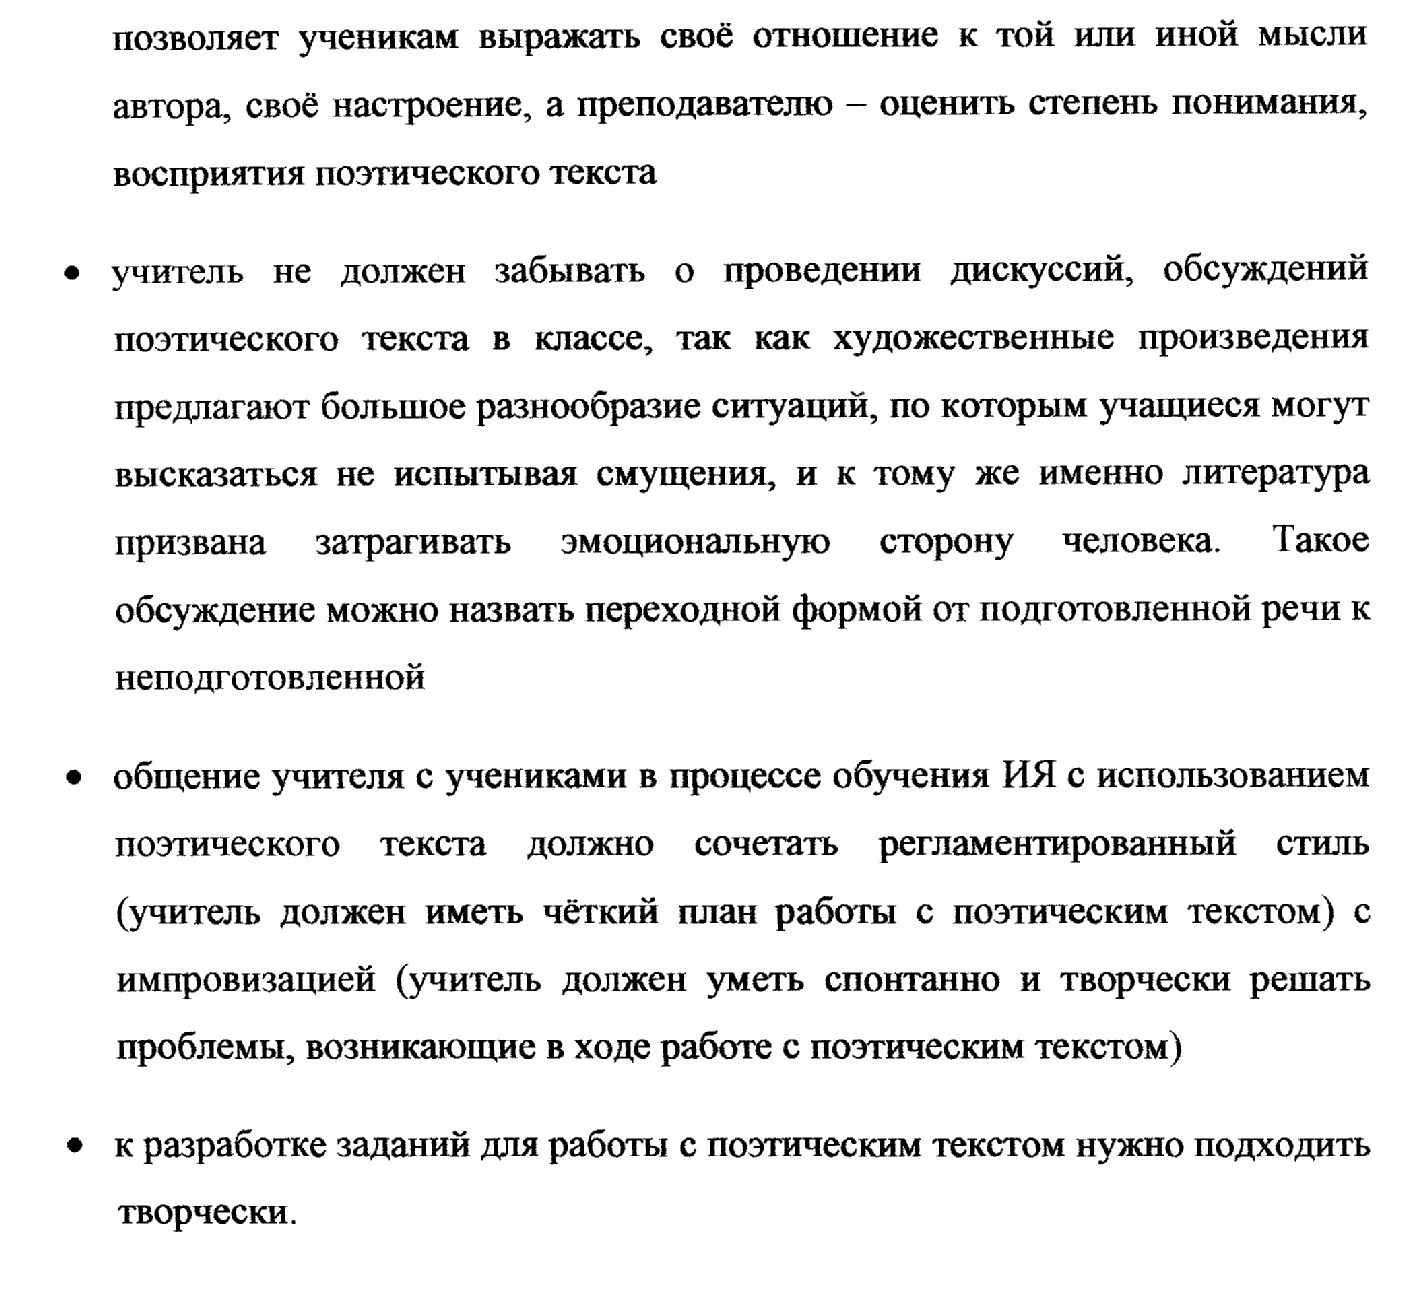 позволяет ученикам выражать своё отношение к той или иной мысли
автора, своё настроение, а преподавателю – оценить степень понимания,
восприятия поэтического текста
• учитель не должен забывать о проведении дискуссий, обсуждений
поэтического текста в классе, так как художественные произведения
предлагают большое разнообразие ситуаций, по которым учащиеся могут
высказаться не испытывая смущения, и к тому же именно литература
призвана затрагивать эмоциональную сторону человека. Такое
обсуждение можно назвать переходной формой от подготовленной речи к
неподготовленной
• общение учителя с учениками в процессе обучения ИЯ с использованием
поэтического текста должно сочетать регламентированный стиль
(учитель должен иметь чёткий план работы с поэтическим текстом) с
импровизацией (учитель должен уметь спонтанно и творчески решать
проблемы, возникающие в ходе работе с поэтическим текстом)
• к разработке заданий для работы с поэтическим текстом нужно подходить
творчески.